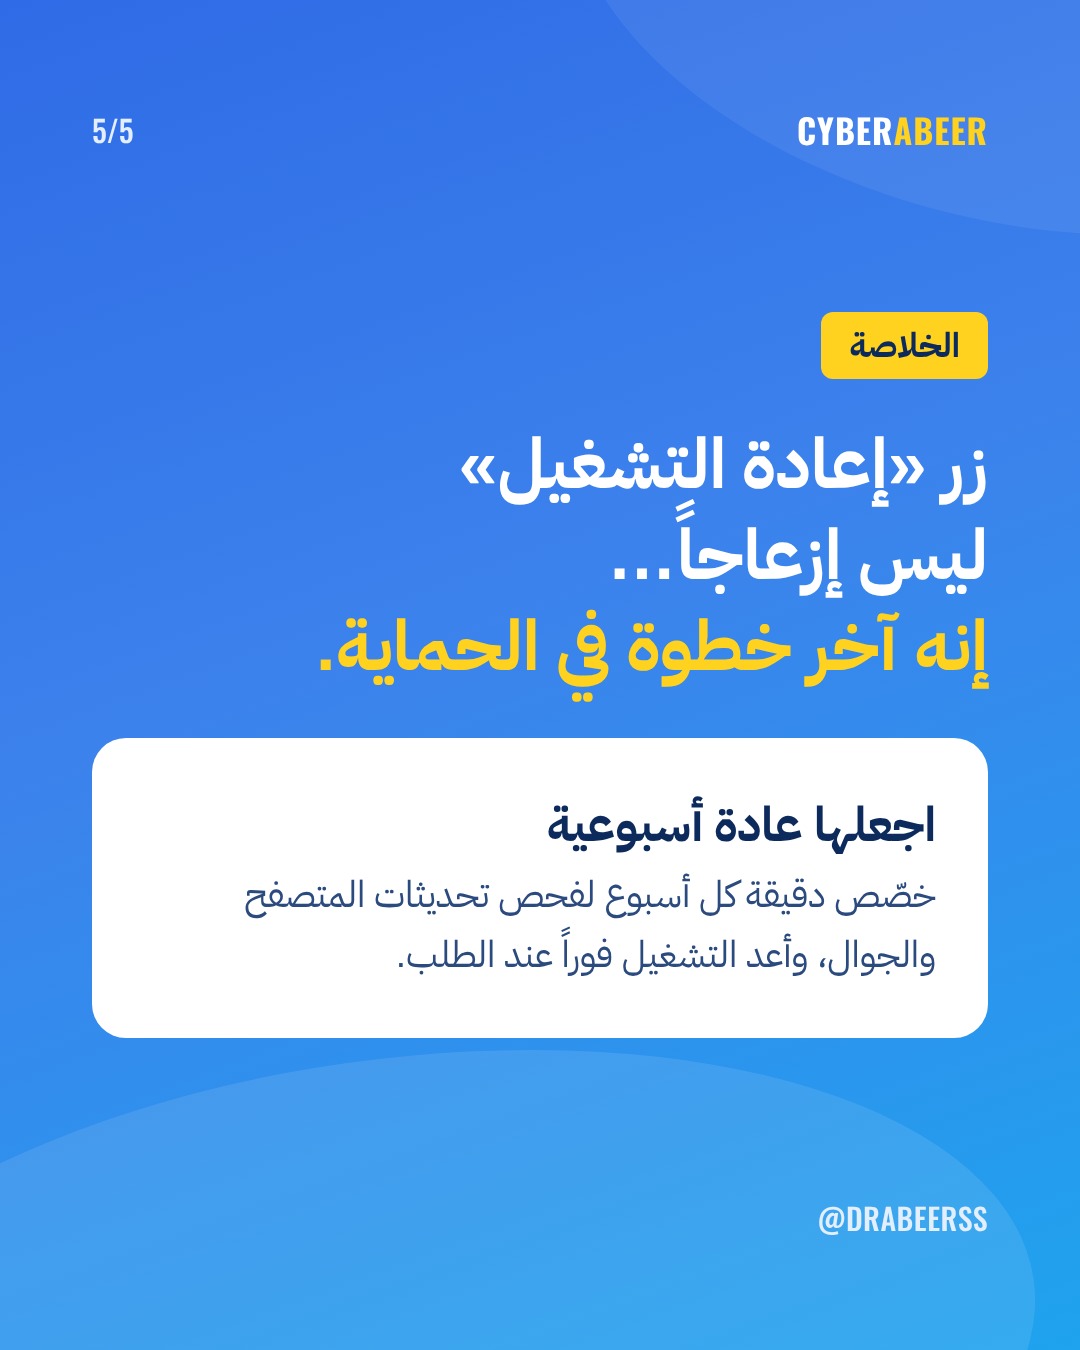 CYBERABEER
5/5
الخلاصة
زر «إعادة التشغيل»
ليس إزعاجاً...
إنه آخر خطوة في الحماية.
اجعلها عادة أسبوعية
خصّص دقيقة كل أسبوع لفحص تحديثات المتصفح
والجوال، وأعد التشغيل فوراً عند الطلب.
@DRABEERSS